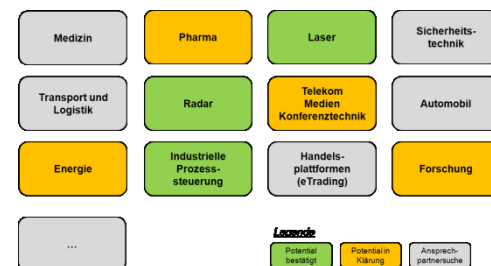 Medizin
Pharma
Laser
Sicherheits-
technik
Transport und
Logistik
Radar
Telekom
Medien
Konferenztechnik
Automobil
Energie
Industrielle
Prozess-
steuerung
Handels-
plattformen
(eTrading)
Forschung
...
Legende
Potential
bestätigt
Potential in
Klärung
Ansprech-
partnersuche